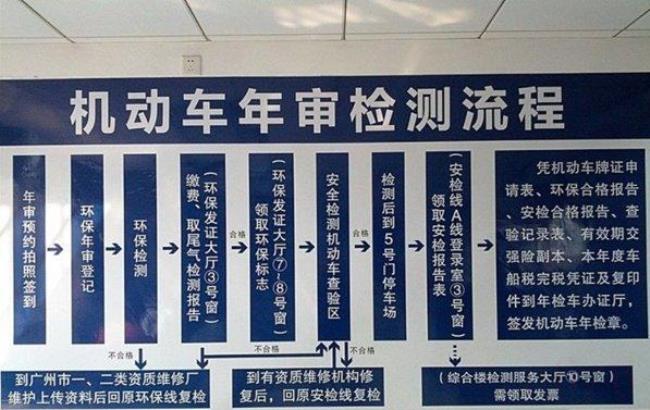 机动车年审检测流程
年审预约拍照签到
环保年审登记
环保检测
缴费、取尾气检测报告
(环保发证大厅③号窗)
合格
领取环保标志
(环保发证大厅⑦~⑧号窗)
安全检测机动车查验区
合格
检测后到5号门停车场
领取安检报告表
(安检线A线登录室③号窗)
凭机动车牌证申
请表、环保合格报告
、安检合格报告、查
验记录表、有效期交
强险副本、本年度车
船税完税凭证及复印
件到年检车办证厅,
签发机动车年检章。
不合格
不合格
不合格
到广州市一、二类资质维修厂
维护上传资料后回原环保线复检
到有资质维修机构修
复后,回原安检线复检
(综合楼检测服务大厅⑩号窗)
需领取发票